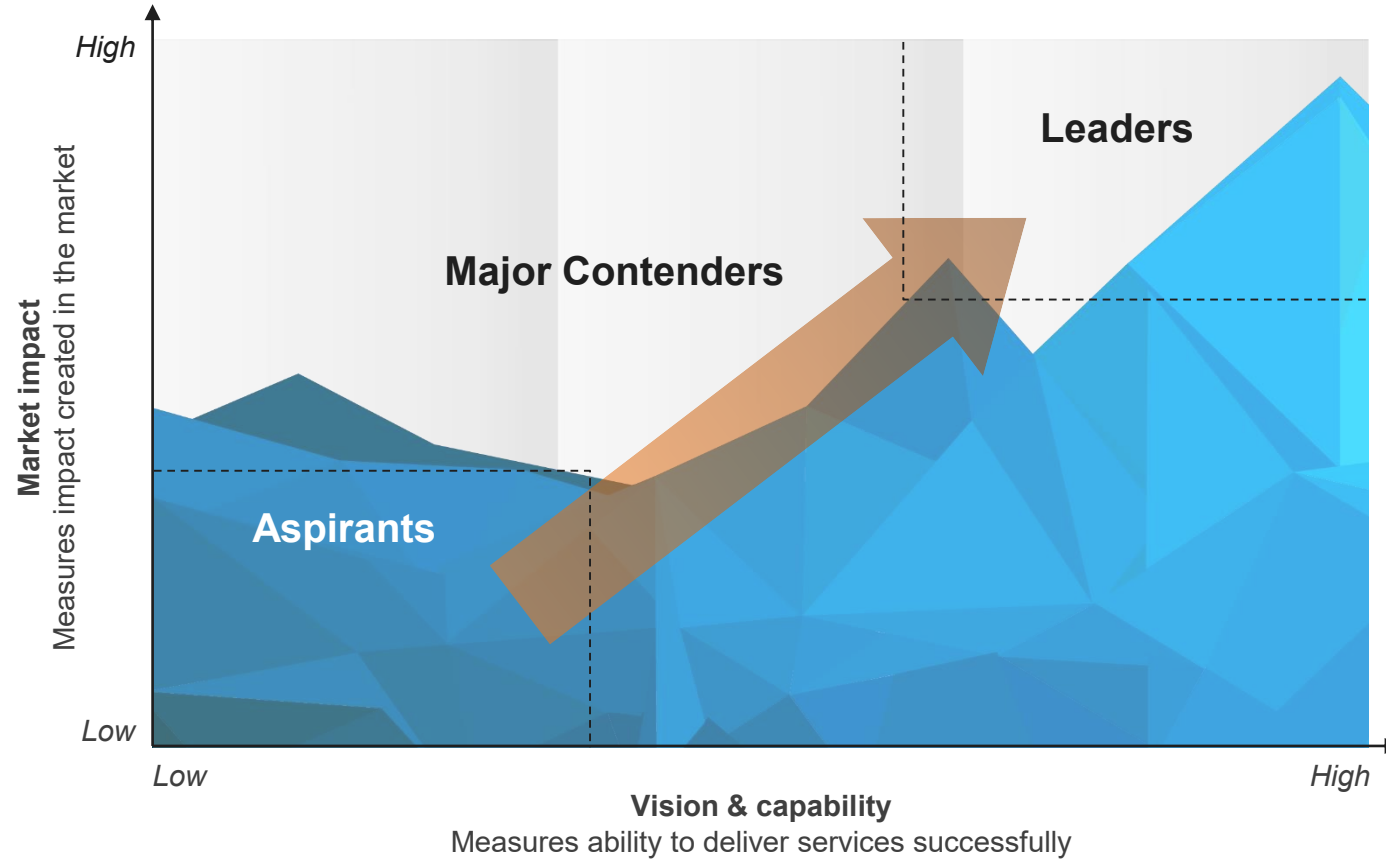 High
Market impact
Measures impact created in the market
Leaders
Major Contenders
Aspirants
Low
Low
High
Vision & capability
Measures ability to deliver services successfully